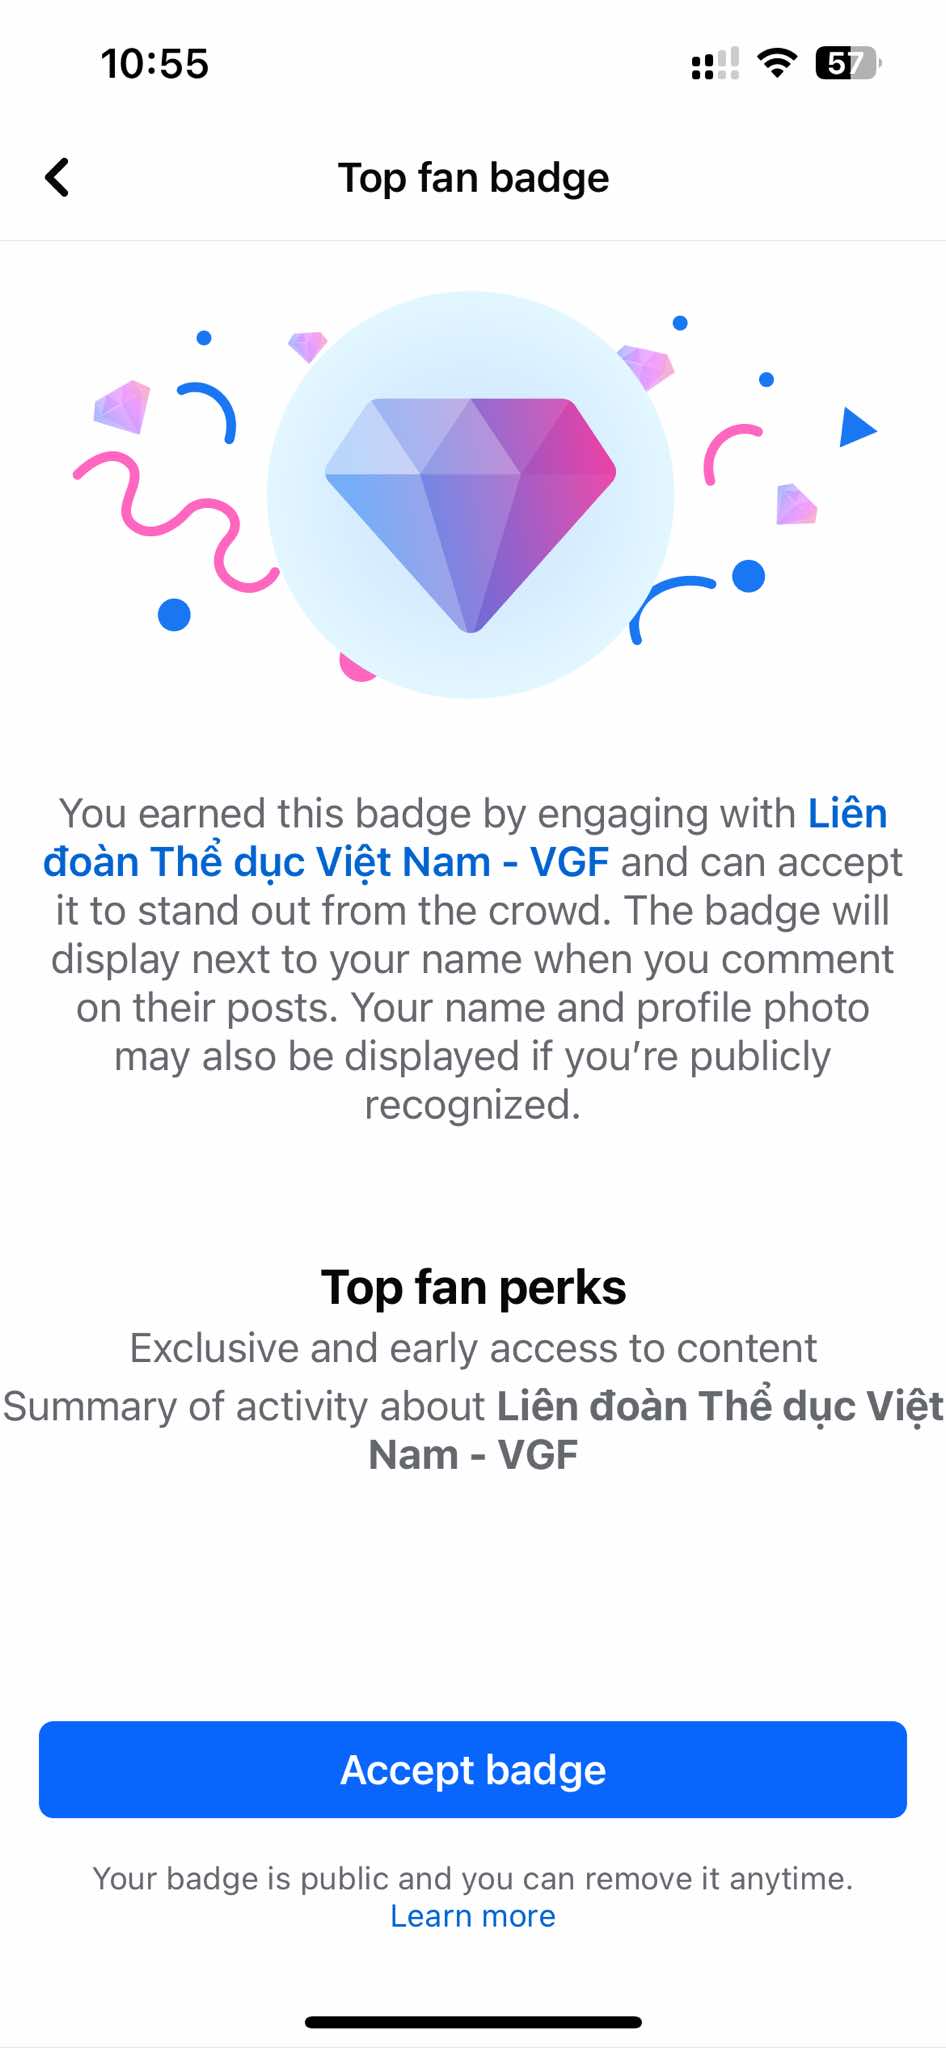 10:55
57
Top fan badge
You earned this badge by engaging with Liên
đoàn Thể dục Việt Nam - VGF and can accept
it to stand out from the crowd. The badge will
display next to your name when you comment
on their posts. Your name and profile photo
may also be displayed if you’re publicly
recognized.
Top fan perks
Exclusive and early access to content
Summary of activity about Liên đoàn Thể dục Việt
Nam - VGF
Accept badge
Your badge is public and you can remove it anytime.
Learn more